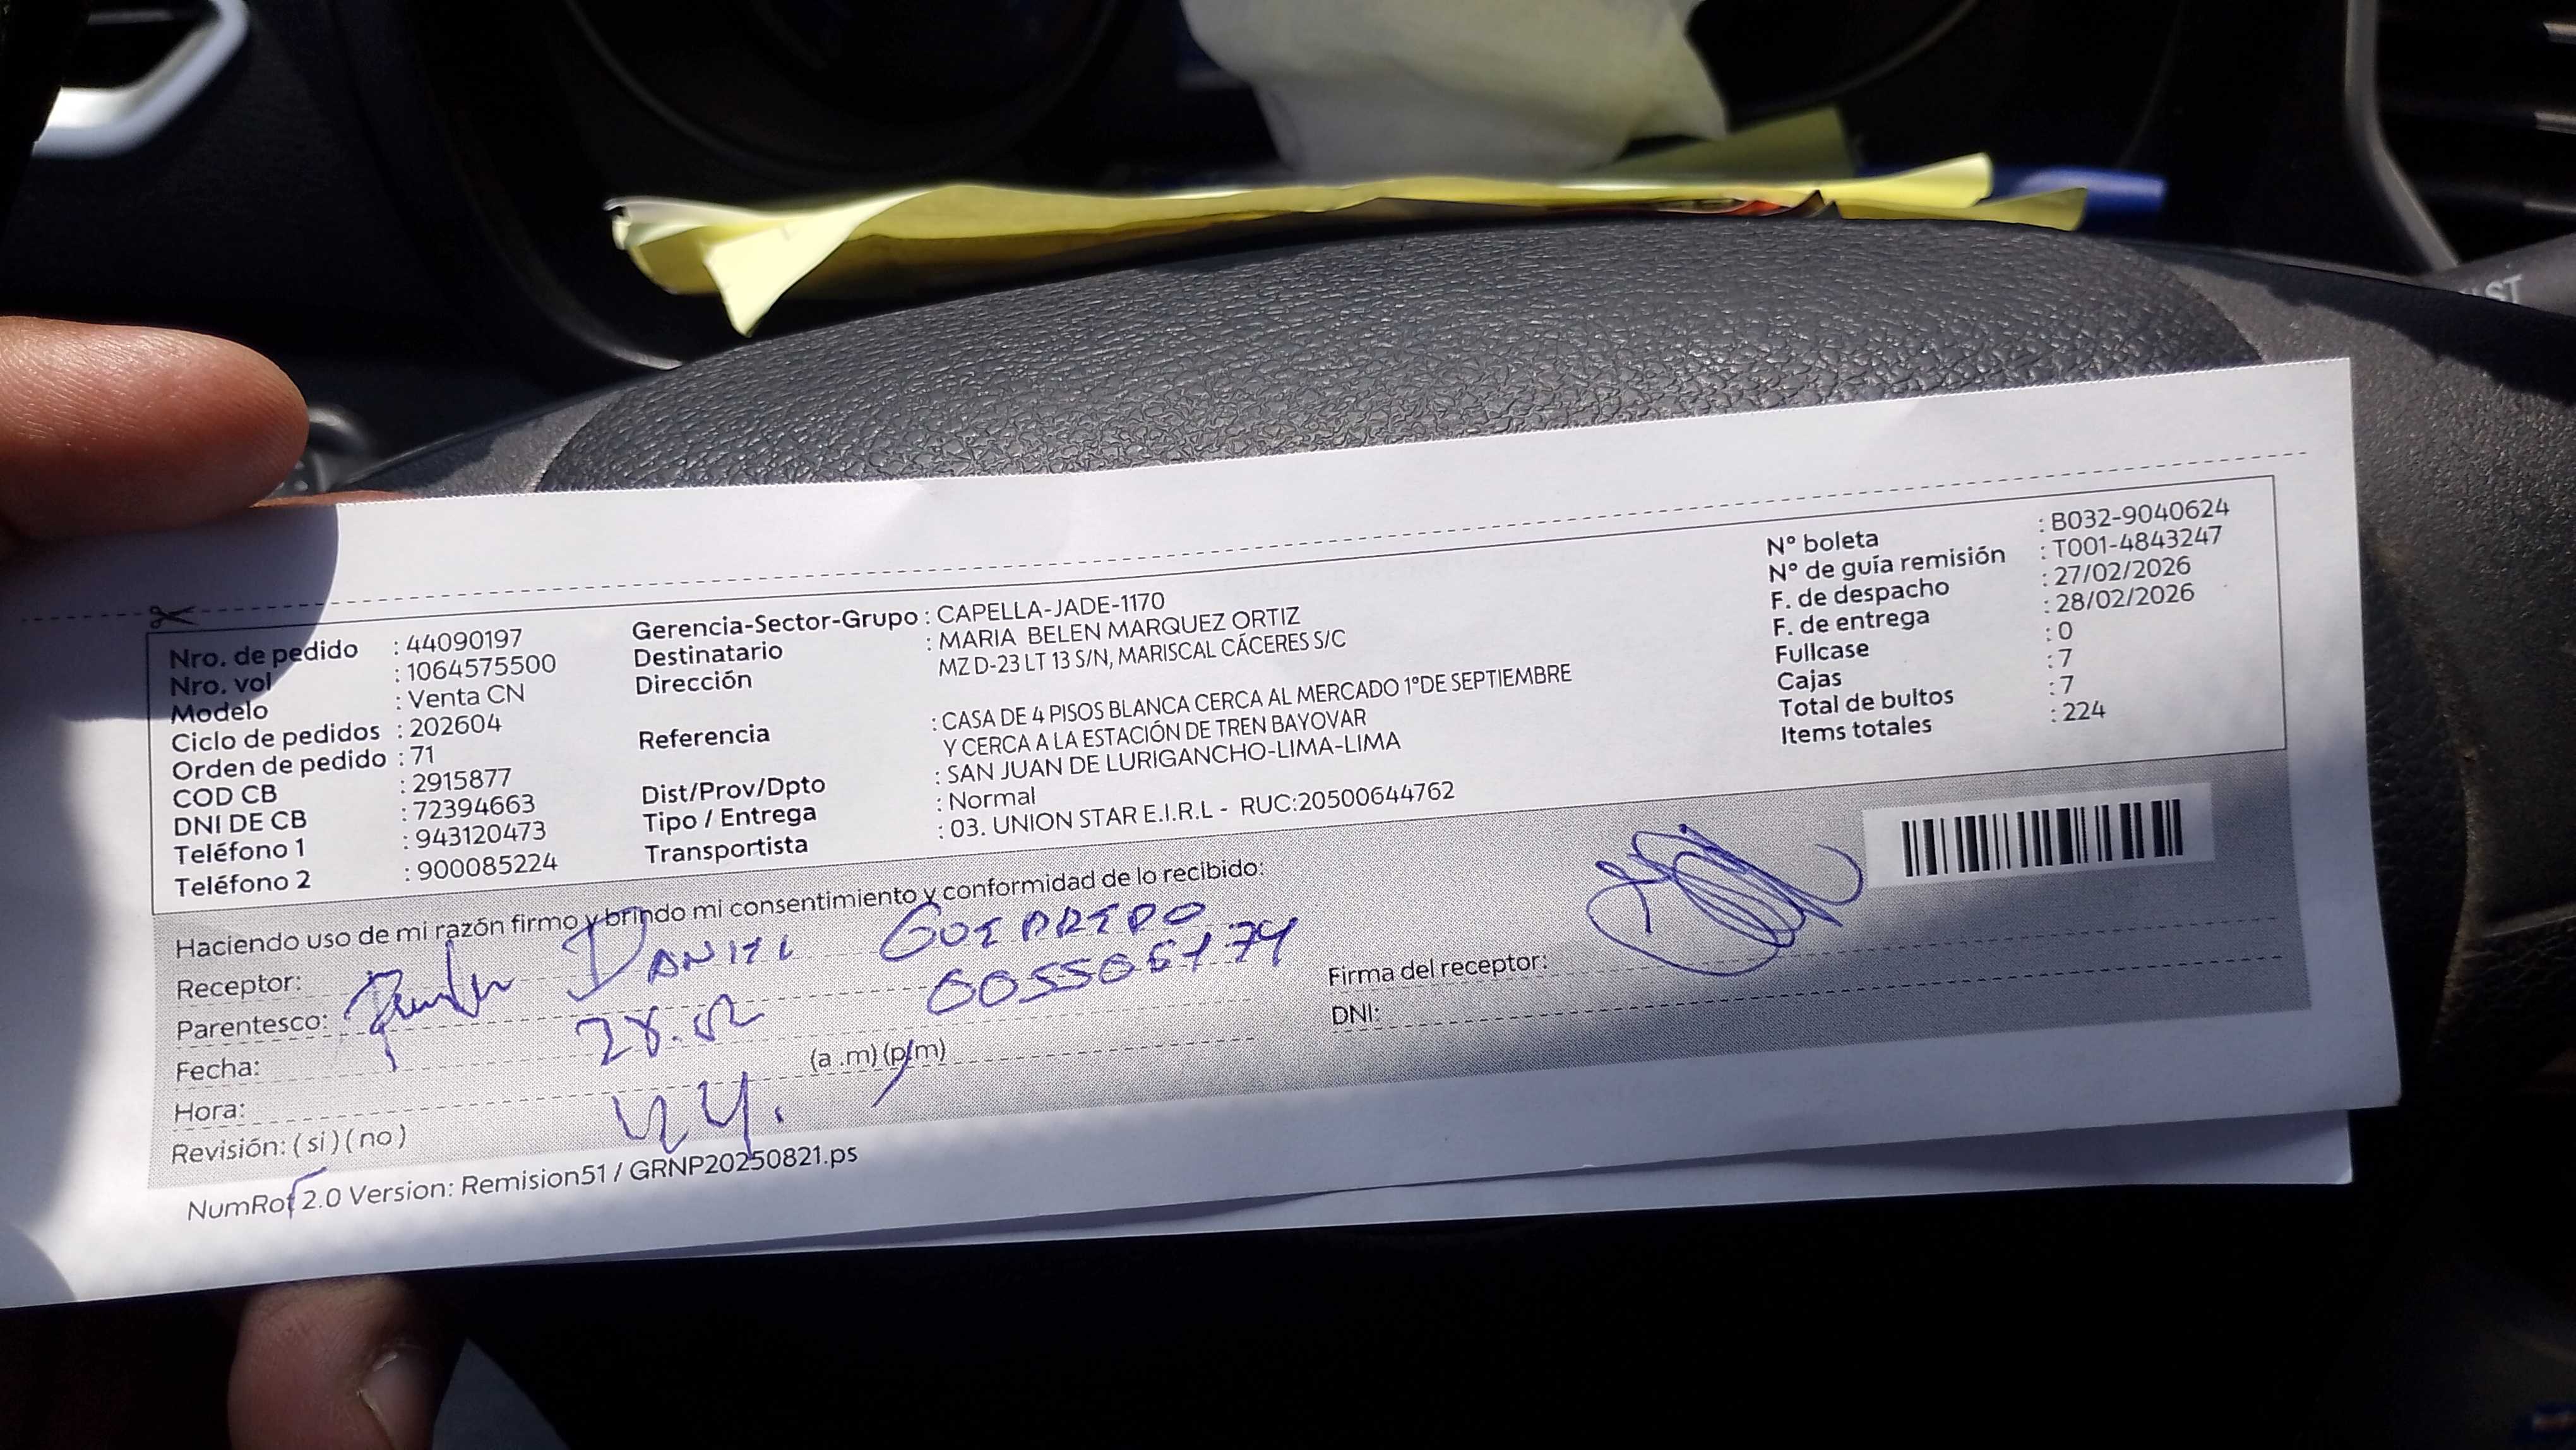 Nro. de pedido : 44090197
Nro. vol : 1064575500
Modelo : Venta CN
Ciclo de pedidos : 202604
Orden de pedido : 71
COD CB : 2915877
DNI DE CB : 72394663
Teléfono 1 : 943120473
Teléfono 2 : 900085224
Gerencia-Sector-Grupo : CAPELLA-JADE-1170
Destinatario : MARIA BELEN MARQUEZ ORTIZ
Dirección MZ D-23 LT 13 S/N, MARISCAL CÁCERES S/C
Referencia : CASA DE 4 PISOS BLANCA CERCA AL MERCADO 1°DE SEPTIEMBRE
Y CERCA A LA ESTACIÓN DE TREN BAYOVAR
Dist/Prov/Dpto : SAN JUAN DE LURIGANCHO-LIMA-LIMA
Tipo / Entrega : Normal
Transportista : 03. UNION STAR E.I.R.L - RUC:20500644762
N° boleta : B032-9040624
N° de guía remisión : T001-4843247
F. de despacho : 27/02/2026
F. de entrega : 28/02/2026
Fullcase : 0
Cajas : 7
Total de bultos : 7
Items totales : 224
Haciendo uso de mi razón firmo y brindo mi consentimiento y conformidad de lo recibido:
Receptor: DANIEL
Parentesco:
Fecha: 28.02
Hora: (a .m) (p.m)
Revisión: ( si ) ( no )
Firma del receptor:
DNI:
NumRot 2.0 Version: Remision51 / GRNP20250821.ps